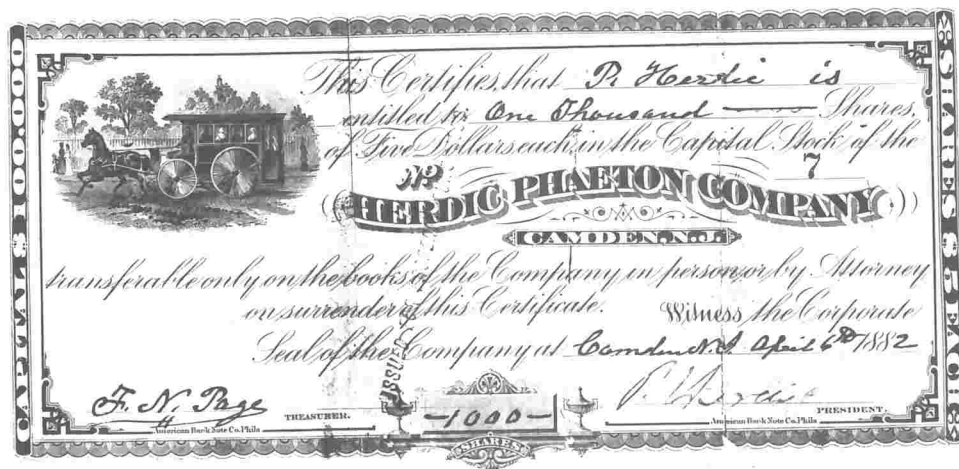 This Certifies that P. Herdic is
entitled to One Thousand Shares,
of Five Dollars each in the Capital Stock of the
No 7
HERDIC PHAETON COMPANY
CAMDEN, N.J.
transferable only on the books of the Company in person or by Attorney
on surrender of this Certificate. Witness the Corporate
Seal of the Company at Camden N.J. April 6th 1882
F. N. Page TREASURER.
American Bank Note Co. Phila
ISSUED
-1000-
SHARES
P. Herdic PRESIDENT.
American Bank Note Co. Phila
CAPITAL $
SHARES $5 EACH